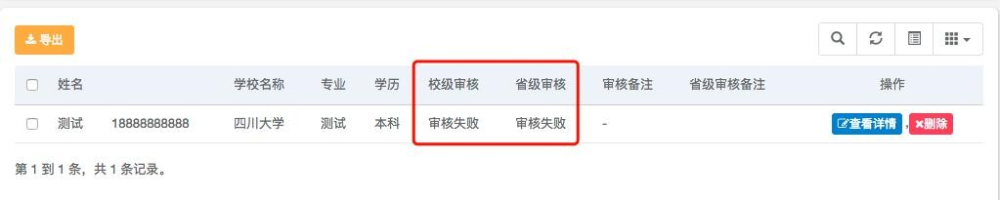 导出
姓名 学校名称 专业 学历 校级审核 省级审核 审核备注 省级审核备注 操作
测试 18888888888 四川大学 测试 本科 审核失败 审核失败 - 查看详情 , 删除
第 1 到 1 条，共 1 条记录。